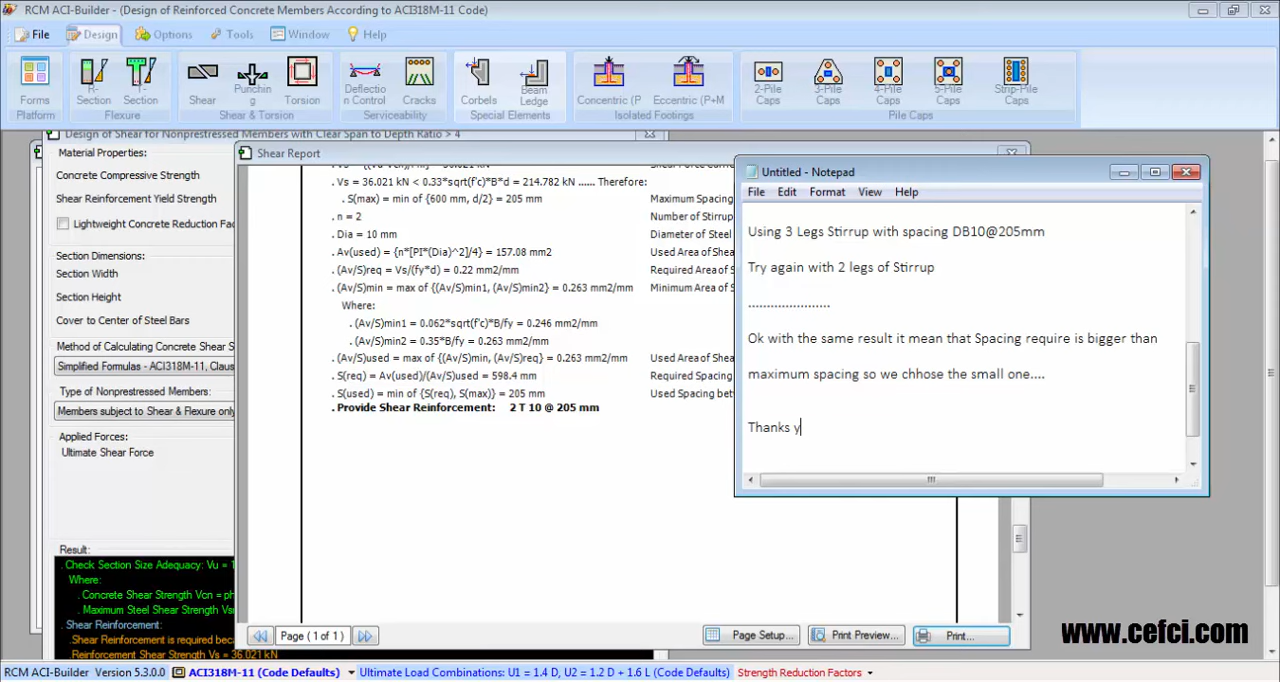 RCM ACI-Builder - (Design of Reinforced Concrete Members According to ACI318M-11 Code)
File Design Options Tools Window Help
Forms R-Section T-Section Shear Punching Torsion Deflection Control Cracks Corbels Beam Ledge Concentric (P Eccentric (P+M 2-Pile Caps 3-Pile Caps 4-Pile Caps 5-Pile Caps Strip-Pile Caps
Platform Flexure Shear & Torsion Serviceability Special Elements Isolated Footings Pile Caps
Design of Shear for Nonprestressed Members with Clear Span to Depth Ratio > 4
Material Properties:
Concrete Compressive Strength
Shear Reinforcement Yield Strength
Lightweight Concrete Reduction Fac
Section Dimensions:
Section Width
Section Height
Cover to Center of Steel Bars
Method of Calculating Concrete Shear S
Simplified Formulas - ACI318M-11, Claus
Type of Nonprestressed Members:
Members subject to Shear & Flexure only
Applied Forces:
Ultimate Shear Force
Result:
. Check Section Size Adequacy: Vu = 1
Where:
. Concrete Shear Strength Vcn = ph
. Maximum Steel Shear Strength Vsn
. Shear Reinforcement:
. Shear Reinforcement is required beca
Reinforcement Shear Strength Vs = 36.021 kN
Shear Report
. Vs = 36.021 kN < 0.33*sqrt(f'c)*B*d = 214.782 kN ...... Therefore:
. S(max) = min of {600 mm, d/2} = 205 mm Maximum Spacing
. n = 2 Number of Stirrup
. Dia = 10 mm Diameter of Steel
. Av(used) = {n*[PI*(Dia)^2]/4} = 157.08 mm2 Used Area of Shea
. (Av/S)req = Vs/(fy*d) = 0.22 mm2/mm Required Area of
. (Av/S)min = max of {(Av/S)min1, (Av/S)min2} = 0.263 mm2/mm Minimum Area of S
Where:
. (Av/S)min1 = 0.062*sqrt(f'c)*B/fy = 0.246 mm2/mm
. (Av/S)min2 = 0.35*B/fy = 0.263 mm2/mm
. (Av/S)used = max of {(Av/S)min, (Av/S)req} = 0.263 mm2/mm Used Area of Shea
. S(req) = Av(used)/(Av/S)used = 598.4 mm Required Spacing
. S(used) = min of {S(req), S(max)} = 205 mm Used Spacing bet
. Provide Shear Reinforcement: 2 T 10 @ 205 mm
Page ( 1 of 1 ) Page Setup... Print Preview... Print...
Untitled - Notepad
File Edit Format View Help
Using 3 Legs Stirrup with spacing DB10@205mm
Try again with 2 legs of Stirrup
.....................
Ok with the same result it mean that Spacing require is bigger than
maximum spacing so we chhose the small one....
Thanks y
www.cefci.com
RCM ACI-Builder Version 5.3.0.0 ACI318M-11 (Code Defaults) Ultimate Load Combinations: U1 = 1.4 D, U2 = 1.2 D + 1.6 L (Code Defaults) Strength Reduction Factors